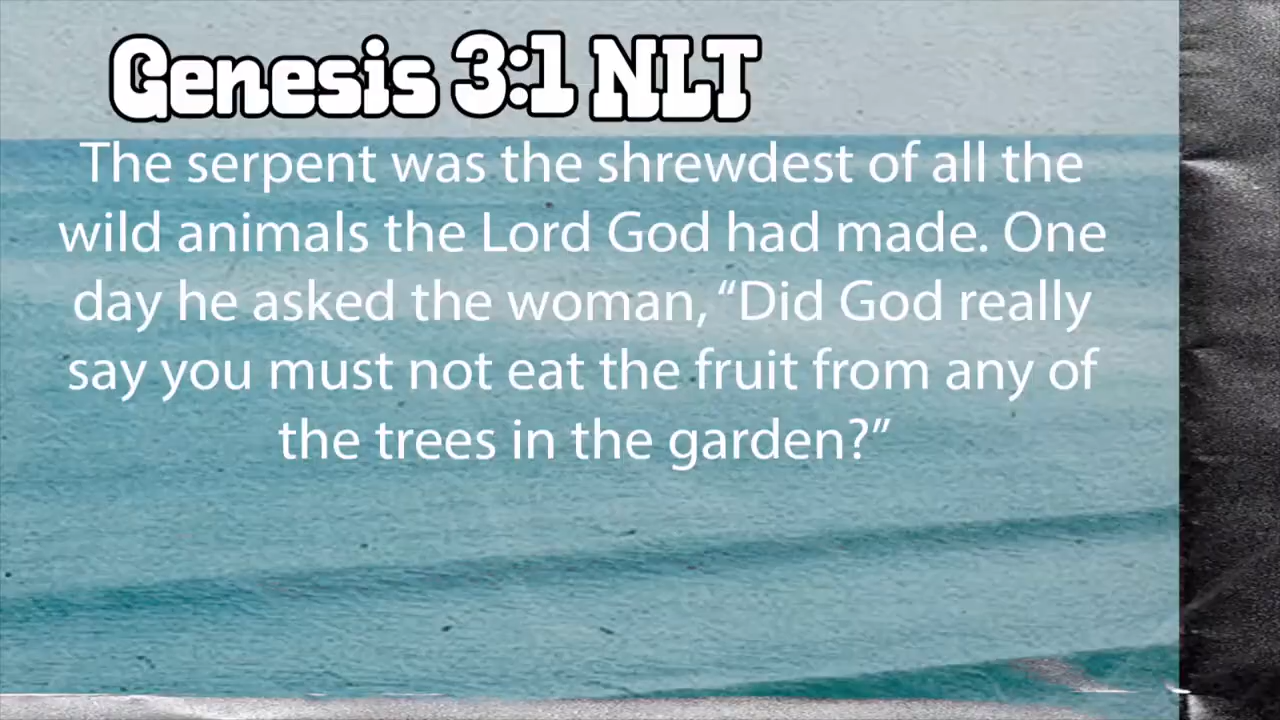 Genesis 3:1 NLT
The serpent was the shrewdest of all the
wild animals the Lord God had made. One
day he asked the woman, “Did God really
say you must not eat the fruit from any of
the trees in the garden?”